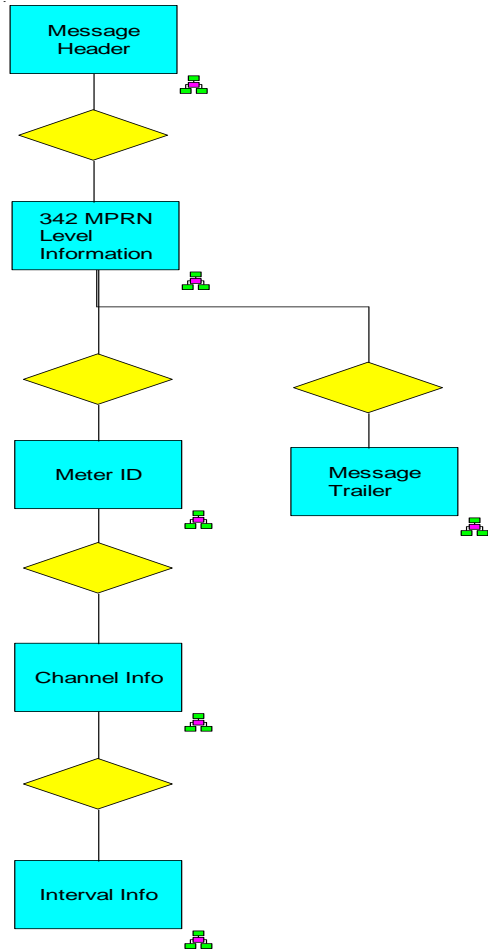 Message
Header
342 MPRN
Level
Information
Meter ID
Message
Trailer
Channel Info
Interval Info